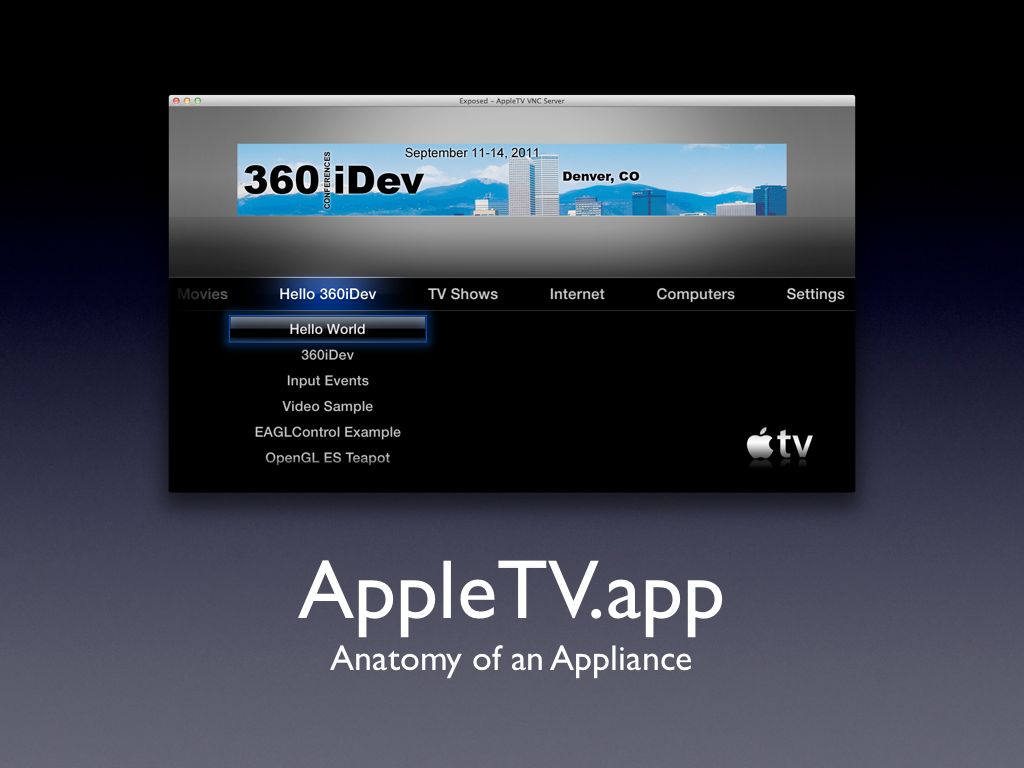 Exposed – AppleTV VNC Server
September 11-14, 2011
360 CONFERENCES iDev
Denver, CO
Movies Hello 360iDev TV Shows Internet Computers Settings
Hello World
360iDev
Input Events
Video Sample
EAGLControl Example
OpenGL ES Teapot
tv
AppleTV.app
Anatomy of an Appliance